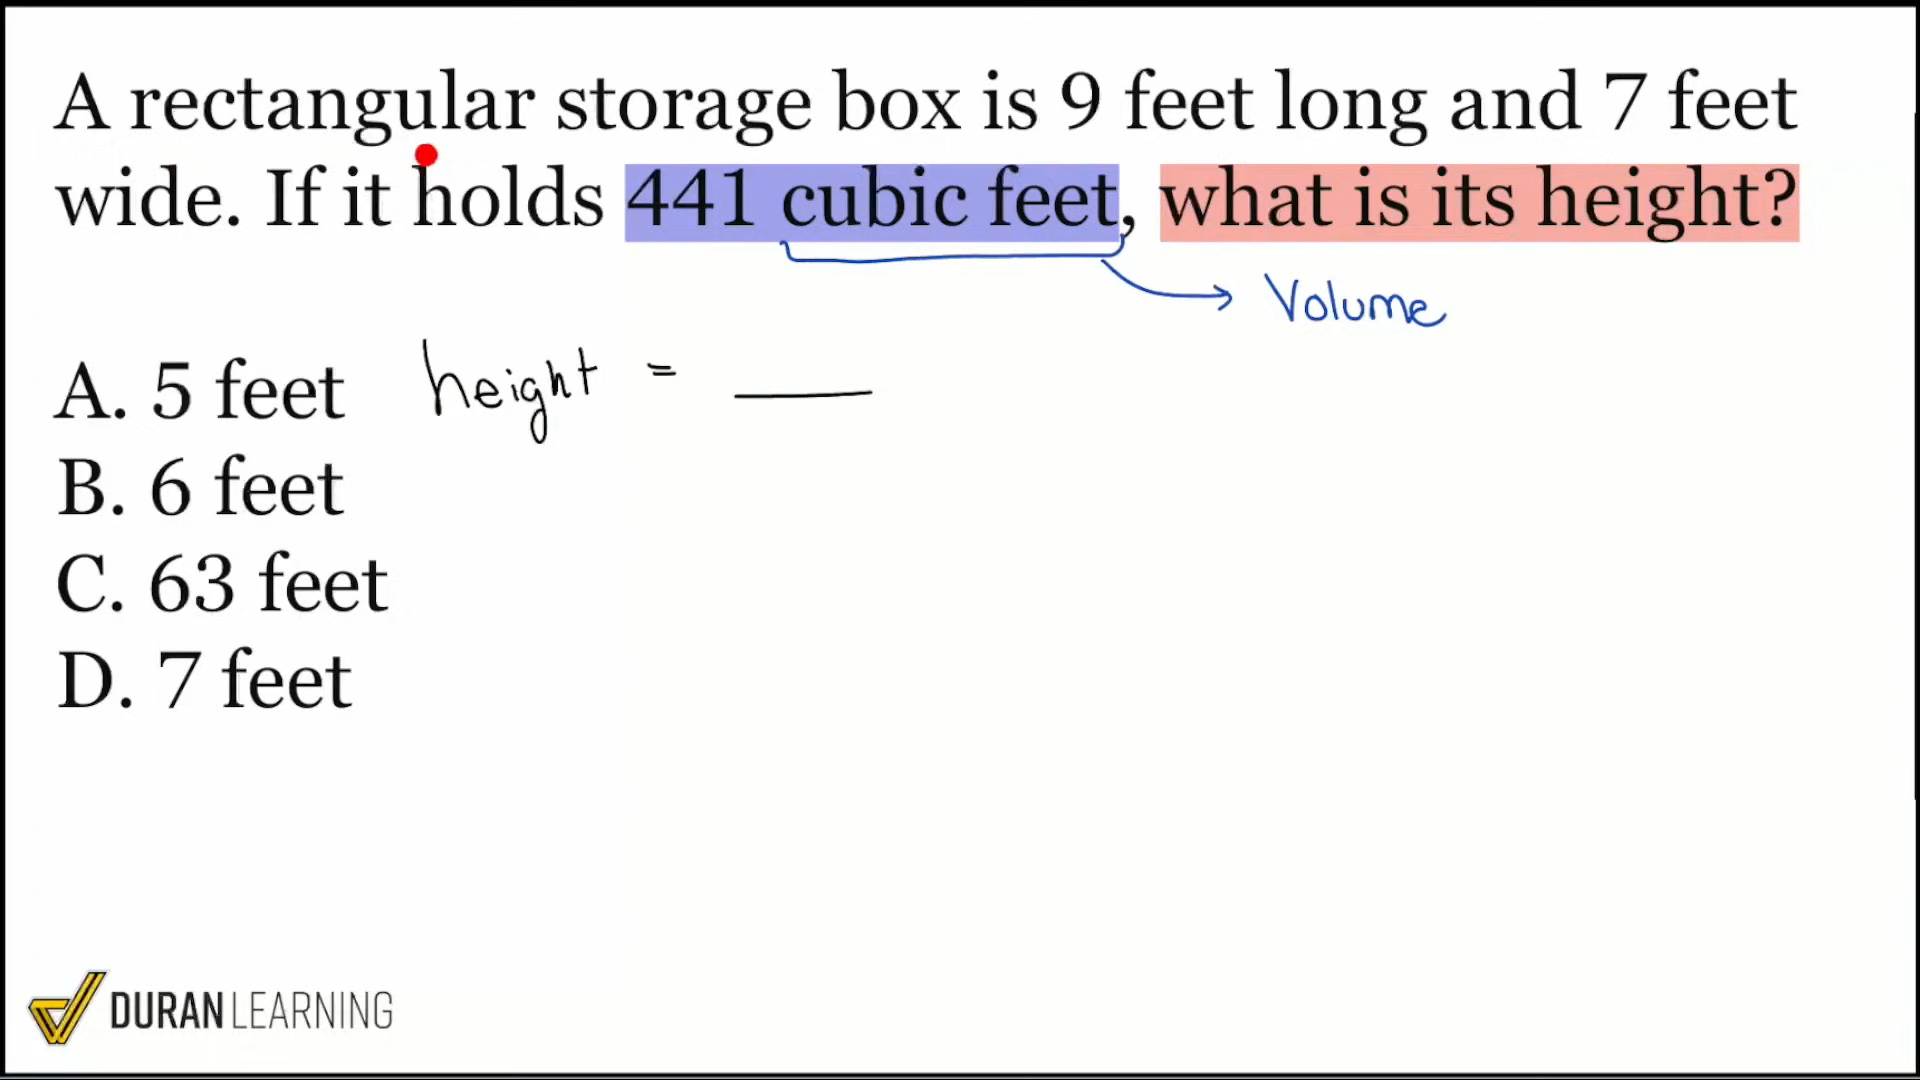 A rectangular storage box is 9 feet long and 7 feet
wide. If it holds 441 cubic feet, what is its height?
Volume
A. 5 feet height = ____
B. 6 feet
C. 63 feet
D. 7 feet
DURAN LEARNING